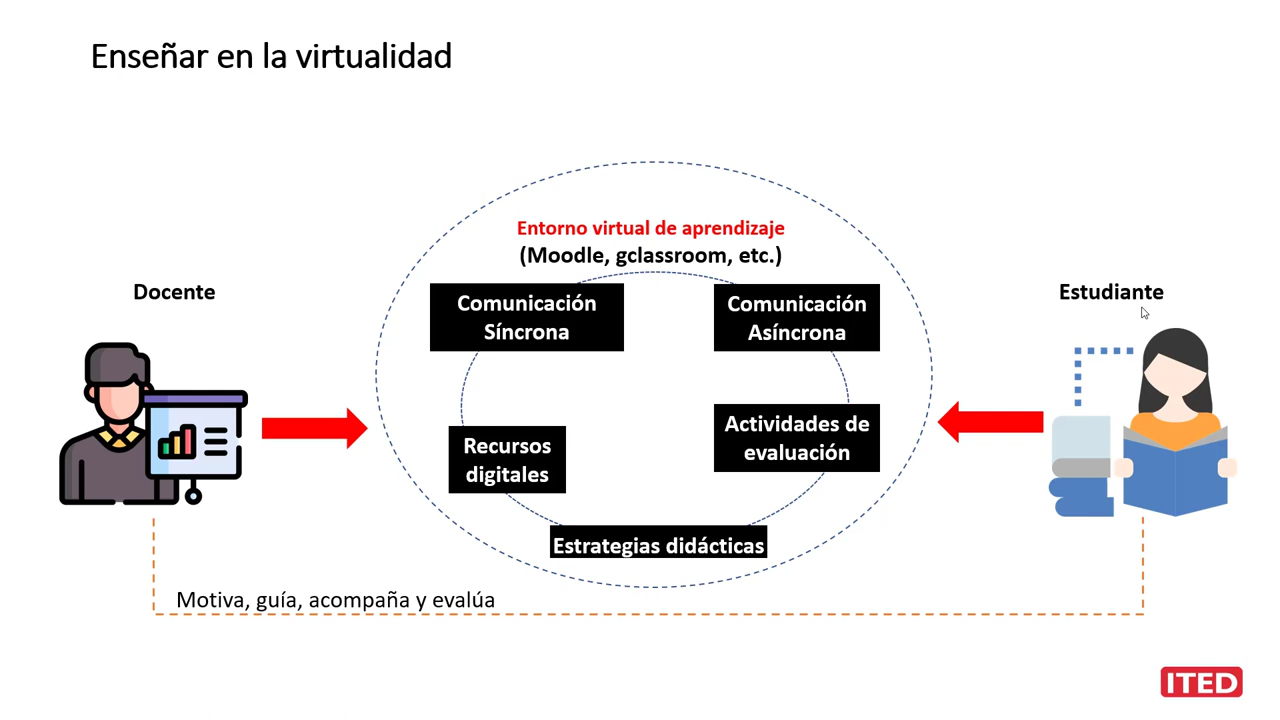 Enseñar en la virtualidad
Entorno virtual de aprendizaje
(Moodle, gclassroom, etc.)
Docente
Estudiante
Comunicación
Síncrona
Comunicación
Asíncrona
Recursos
digitales
Actividades de
evaluación
Estrategias didácticas
Motiva, guía, acompaña y evalúa
ITED